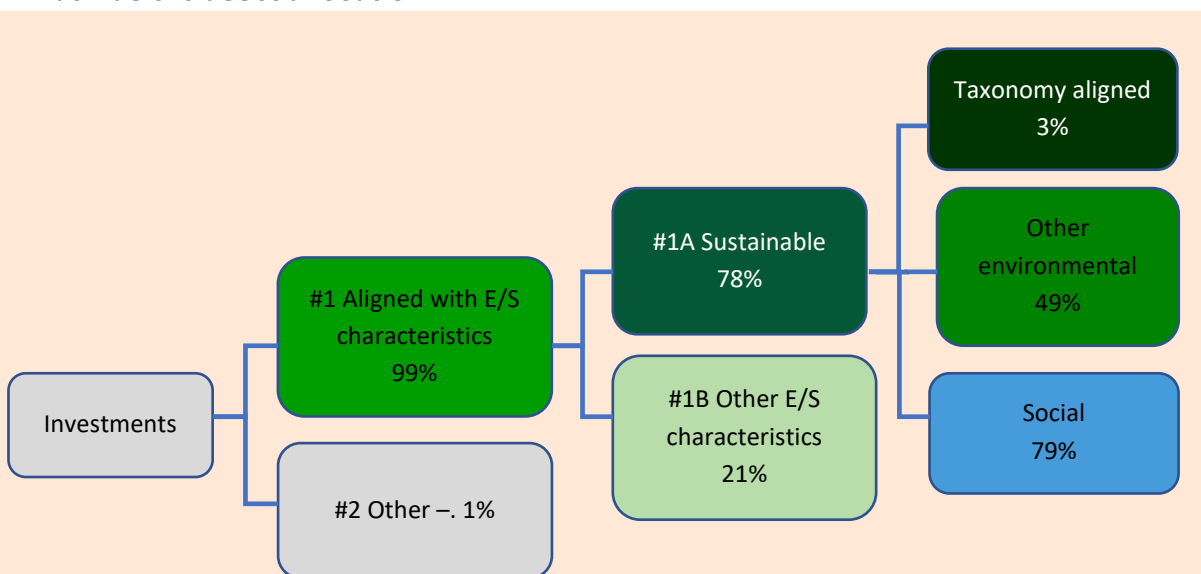 Investments
#1 Aligned with E/S
characteristics
99%
#2 Other –. 1%
#1A Sustainable
78%
#1B Other E/S
characteristics
21%
Taxonomy aligned
3%
Other
environmental
49%
Social
79%